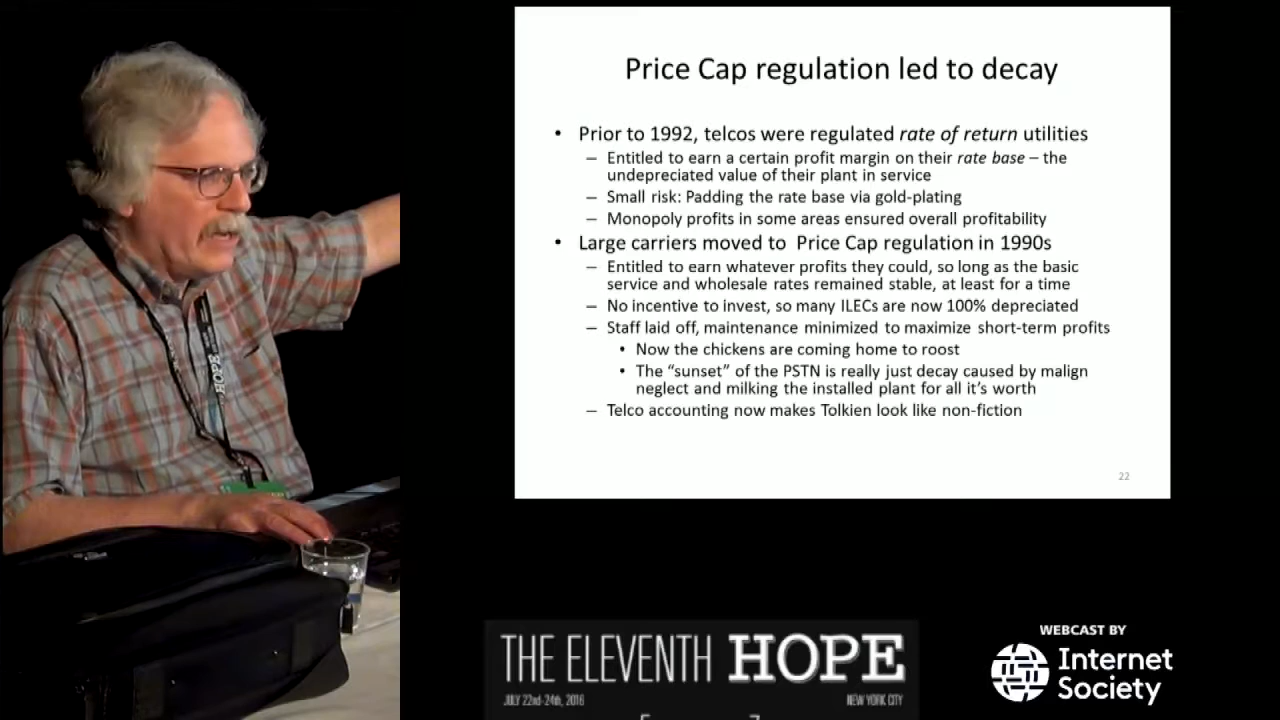 Price Cap regulation led to decay
• Prior to 1992, telcos were regulated rate of return utilities
– Entitled to earn a certain profit margin on their rate base – the
undepreciated value of their plant in service
– Small risk: Padding the rate base via gold-plating
– Monopoly profits in some areas ensured overall profitability
• Large carriers moved to Price Cap regulation in 1990s
– Entitled to earn whatever profits they could, so long as the basic
service and wholesale rates remained stable, at least for a time
– No incentive to invest, so many ILECs are now 100% depreciated
– Staff laid off, maintenance minimized to maximize short-term profits
• Now the chickens are coming home to roost
• The “sunset” of the PSTN is really just decay caused by malign
neglect and milking the installed plant for all it’s worth
– Telco accounting now makes Tolkien look like non-fiction
22
HOPE
THE ELEVENTH HOPE
JULY 22nd-24th, 2016
NEW YORK CITY
WEBCAST BY
Internet
Society